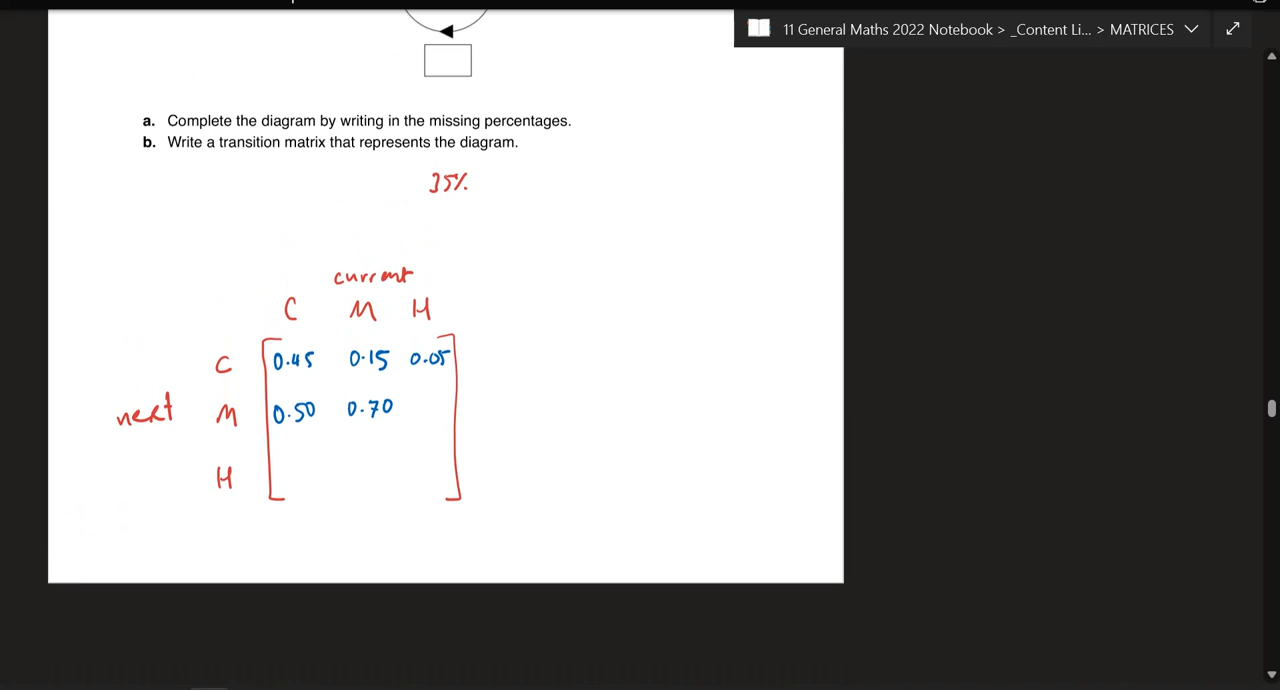 11 General Maths 2022 Notebook > _Content Li... > MATRICES
a. Complete the diagram by writing in the missing percentages.
b. Write a transition matrix that represents the diagram.
35%
current
C M H
C 0.45 0.15 0.05
next M 0.50 0.70
H